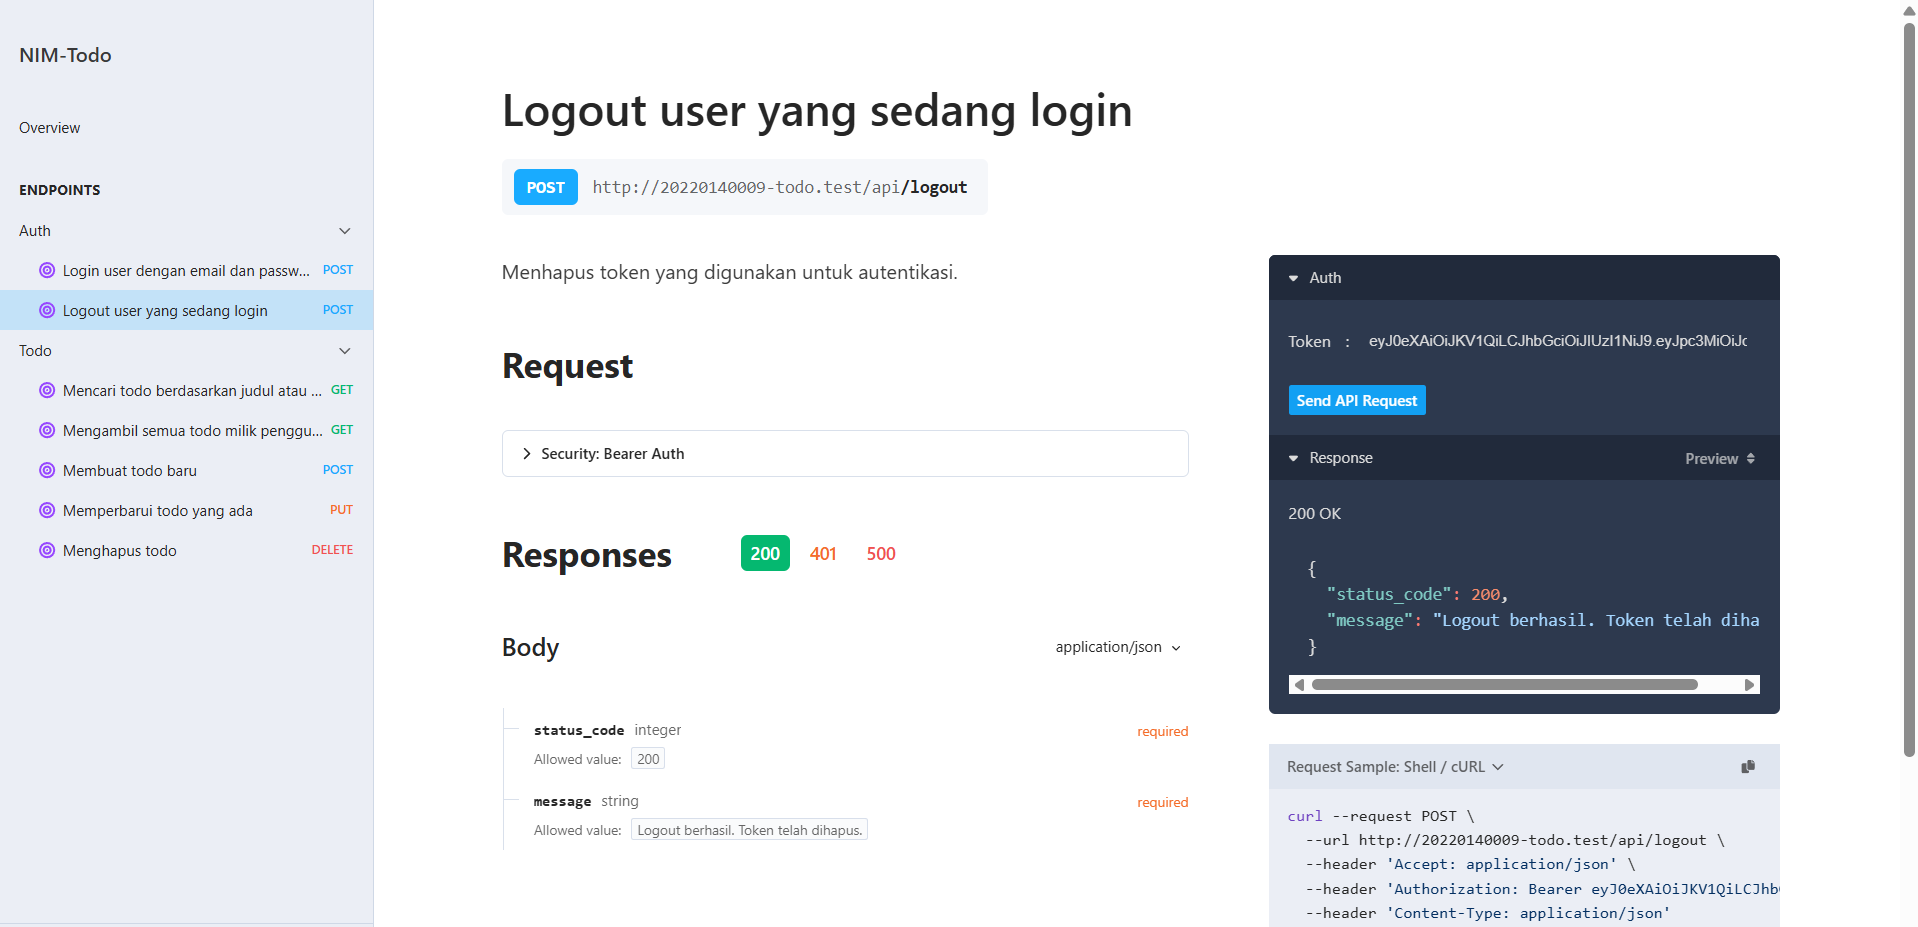 NIM-Todo
Overview
ENDPOINTS
Auth
Login user dengan email dan passw... POST
Logout user yang sedang login POST
Todo
Mencari todo berdasarkan judul atau ... GET
Mengambil semua todo milik penggu... GET
Membuat todo baru POST
Memperbarui todo yang ada PUT
Menghapus todo DELETE
Logout user yang sedang login
POST http://20220140009-todo.test/api/logout
Menhapus token yang digunakan untuk autentikasi.
Request
Security: Bearer Auth
Responses 200 401 500
Body application/json
status_code integer required
Allowed value: 200
message string required
Allowed value: Logout berhasil. Token telah dihapus.
Auth
Token : eyJ0eXAiOiJKV1QiLCJhbGciOiJIUzI1NiJ9.eyJpc3MiOiJc
Send API Request
Response Preview
200 OK
{
"status_code": 200,
"message": "Logout berhasil. Token telah diha
}
Request Sample: Shell / cURL
curl --request POST \
--url http://20220140009-todo.test/api/logout \
--header 'Accept: application/json' \
--header 'Authorization: Bearer eyJ0eXAiOiJKV1QiLCJhb
--header 'Content-Type: application/json'